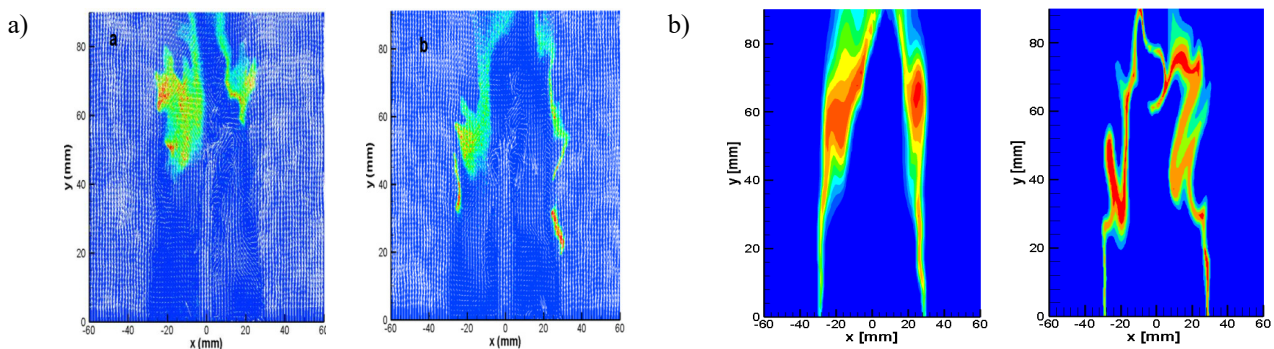 a) b)
a b
80 80 80 80
60 60 60 60
y (mm) y (mm) y [mm] y [mm]
40 40 40 40
20 20 20 20
0 0 0 0
-60 -40 -20 0 20 40 60 -60 -40 -20 0 20 40 60 -60 -40 -20 0 20 40 60 -60 -40 -20 0 20 40 60
x (mm) x (mm) x [mm] x [mm]